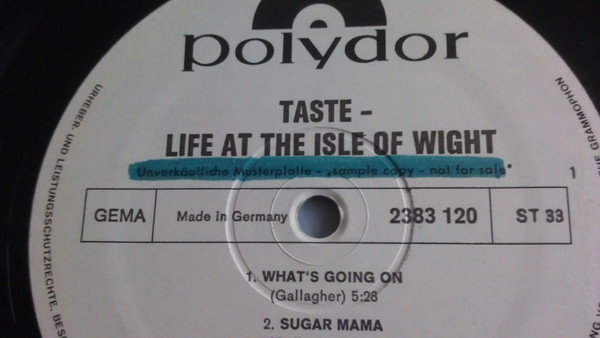 polydor
TASTE -
LIFE AT THE ISLE OF WIGHT
Unverkäufliche Musterplatte - „sample copy - not for sale"
1
GEMA
Made in Germany
2383 120
ST 33
1. WHAT'S GOING ON
(Gallagher) 5:28
2. SUGAR MAMA
URHEBER- UND LEISTUNGSSCHUTZRECHTE.
GRAMMOPHON